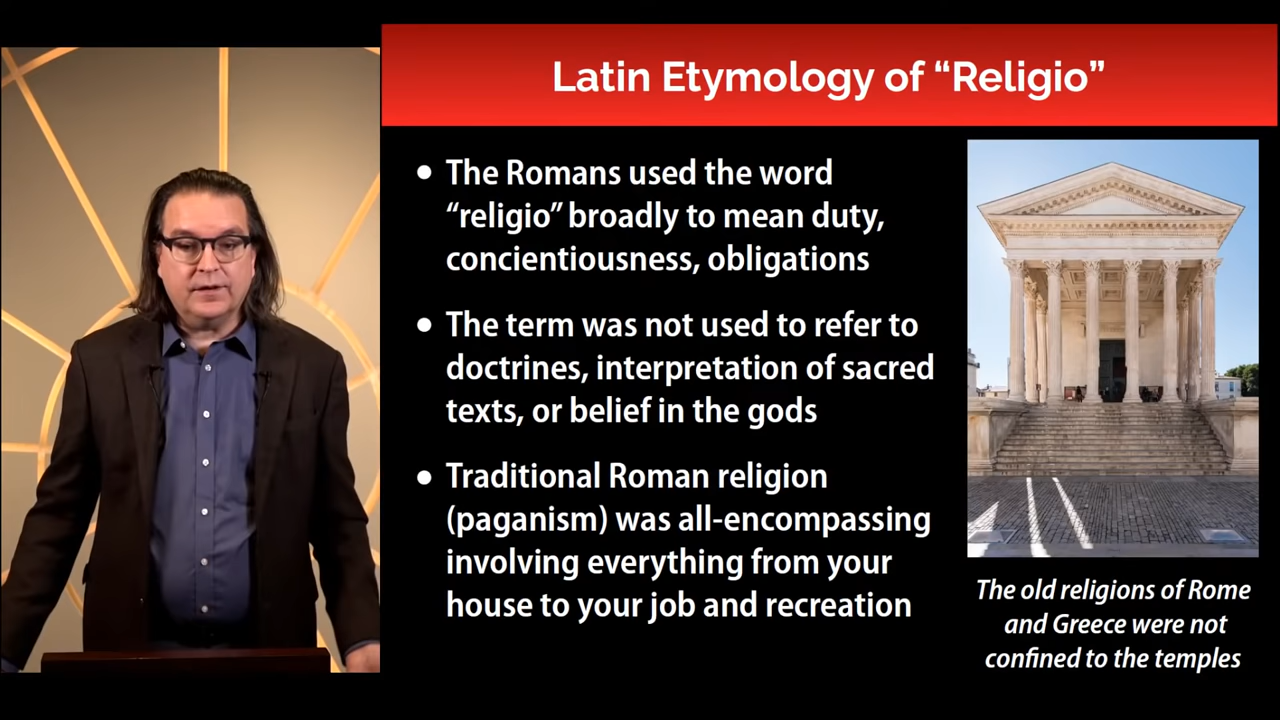 Latin Etymology of “Religio”
• The Romans used the word
“religio” broadly to mean duty,
concientiousness, obligations
• The term was not used to refer to
doctrines, interpretation of sacred
texts, or belief in the gods
• Traditional Roman religion
(paganism) was all-encompassing
involving everything from your
house to your job and recreation
The old religions of Rome
and Greece were not
confined to the temples